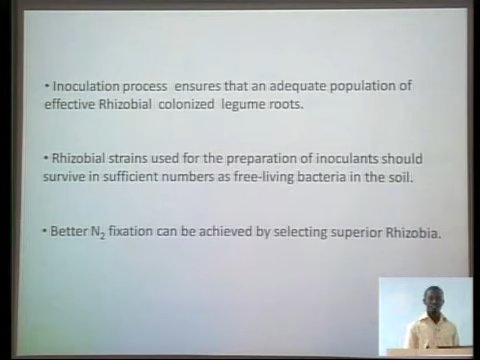 • Inoculation process ensures that an adequate population of
effective Rhizobial colonized legume roots.
• Rhizobial strains used for the preparation of inoculants should
survive in sufficient numbers as free-living bacteria in the soil.
• Better N₂ fixation can be achieved by selecting superior Rhizobia.